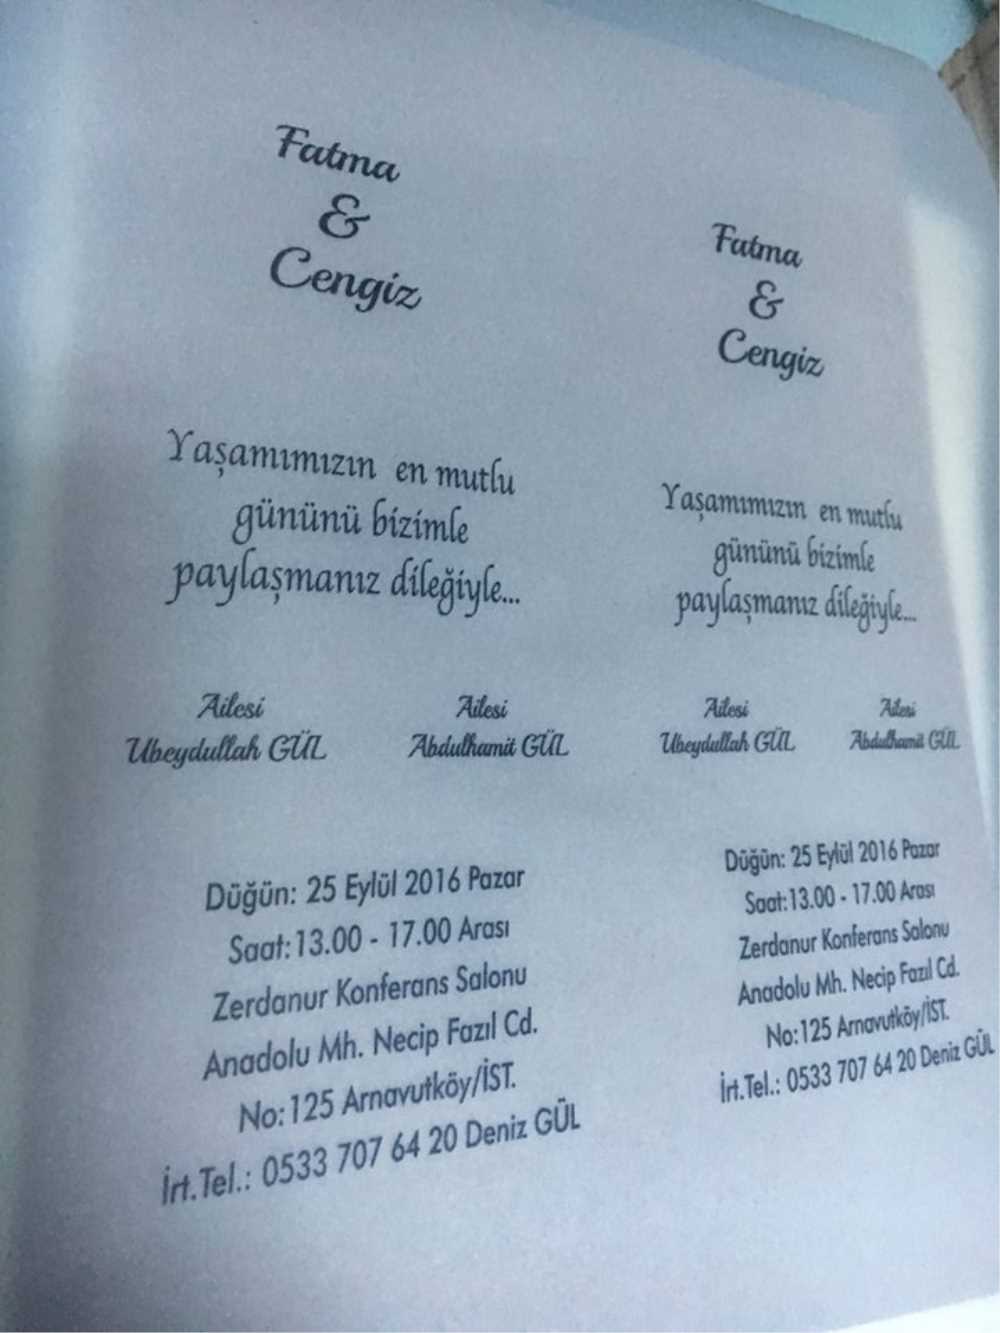 Fatma
&
Cengiz
Yaşamımızın en mutlu
gününü bizimle
paylaşmanız dileğiyle...
Ailesi
Ubeydullah GÜL
Ailesi
Abdulhamit GÜL
Düğün: 25 Eylül 2016 Pazar
Saat:13.00 - 17.00 Arası
Zerdanur Konferans Salonu
Anadolu Mh. Necip Fazıl Cd.
No:125 Arnavutköy/İST.
İrt.Tel.: 0533 707 64 20 Deniz GÜL
Fatma
&
Cengiz
Yaşamımızın en mutlu
gününü bizimle
paylaşmanız dileğiyle...
Ailesi
Ubeydullah GÜL
Ailesi
Abdulhamit GÜL
Düğün: 25 Eylül 2016 Pazar
Saat:13.00 - 17.00 Arası
Zerdanur Konferans Salonu
Anadolu Mh. Necip Fazıl Cd.
No:125 Arnavutköy/İST.
İrt.Tel.: 0533 707 64 20 Deniz GÜL